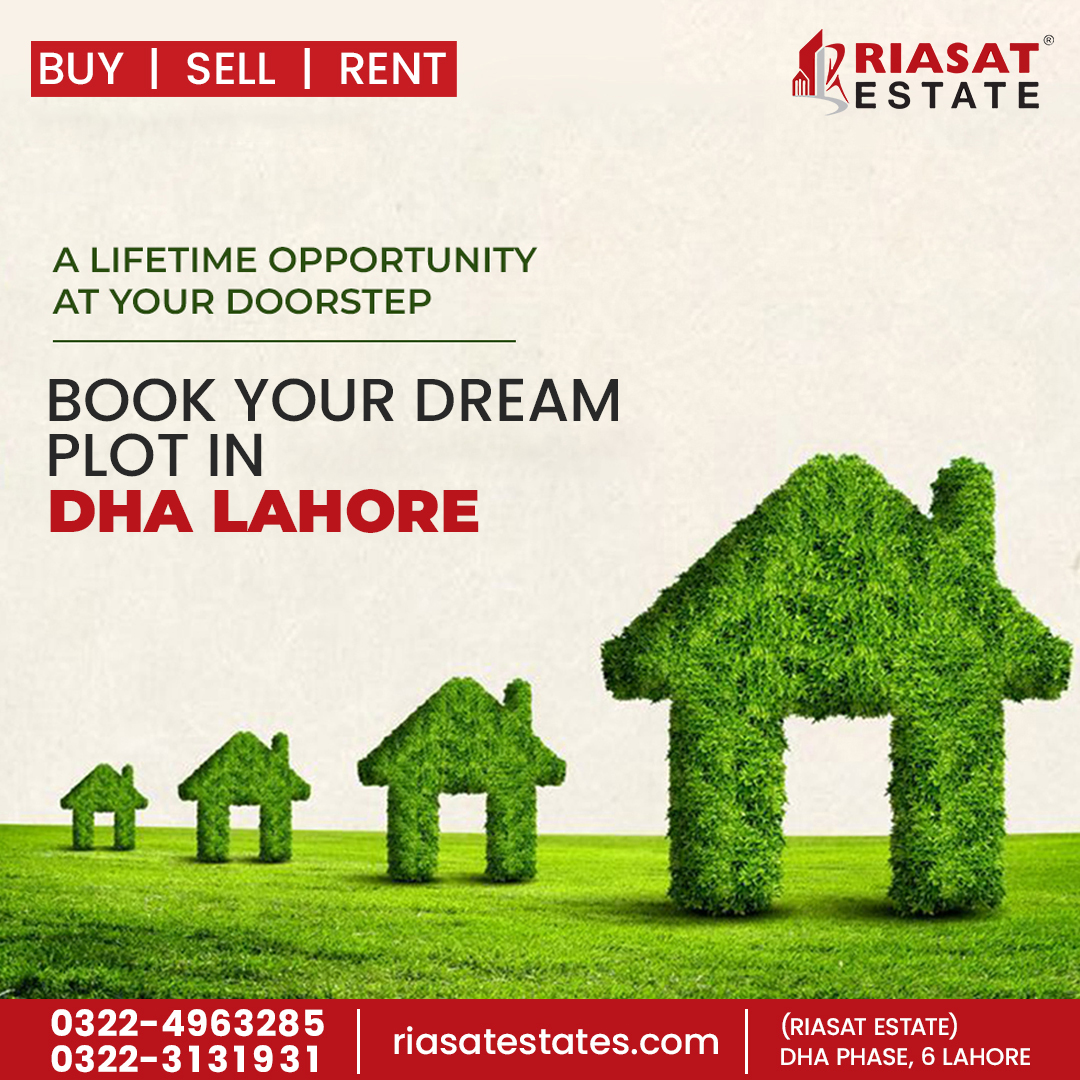 BUY | SELL | RENT
RIASAT®
ESTATE
A LIFETIME OPPORTUNITY
AT YOUR DOORSTEP
BOOK YOUR DREAM
PLOT IN
DHA LAHORE
0322-4963285
0322-3131931
riasatestates.com
(RIASAT ESTATE)
DHA PHASE, 6 LAHORE